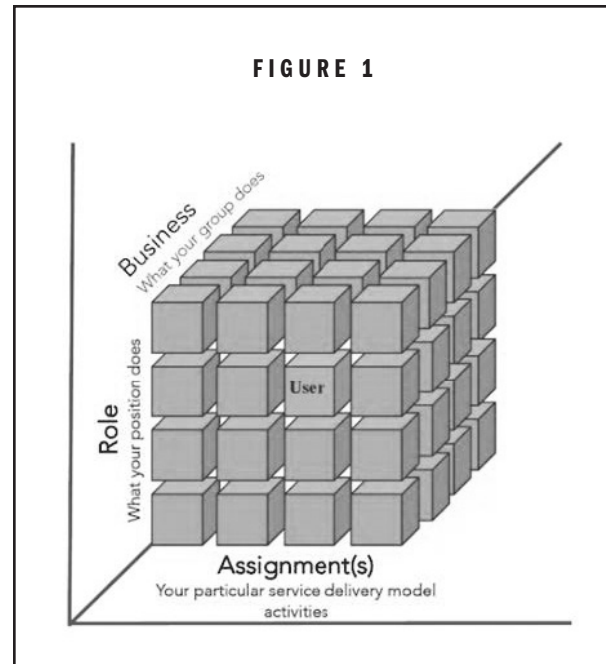 FIGURE 1
Business
What your group does
Role
What your position does
User
Assignment(s)
Your particular service delivery model
activities